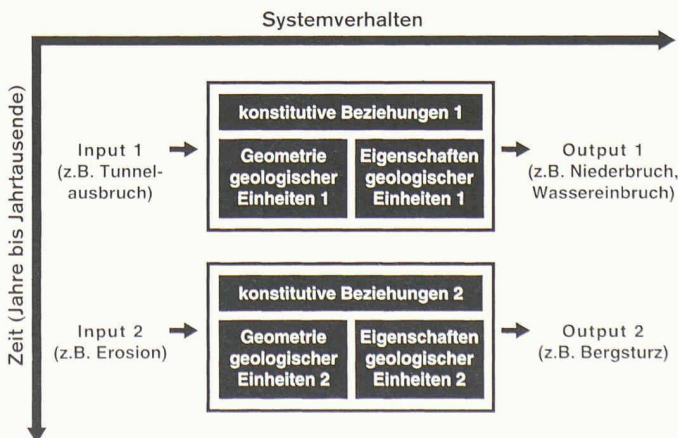 Systemverhalten
Zeit (Jahre bis Jahrtausende)
konstitutive Beziehungen 1
Input 1
(z.B. Tunnel-
ausbruch)
Geometrie
geologischer
Einheiten 1
Eigenschaften
geologischer
Einheiten 1
Output 1
(z.B. Niederbruch,
Wassereinbruch)
konstitutive Beziehungen 2
Input 2
(z.B. Erosion)
Geometrie
geologischer
Einheiten 2
Eigenschaften
geologischer
Einheiten 2
Output 2
(z.B. Bergsturz)